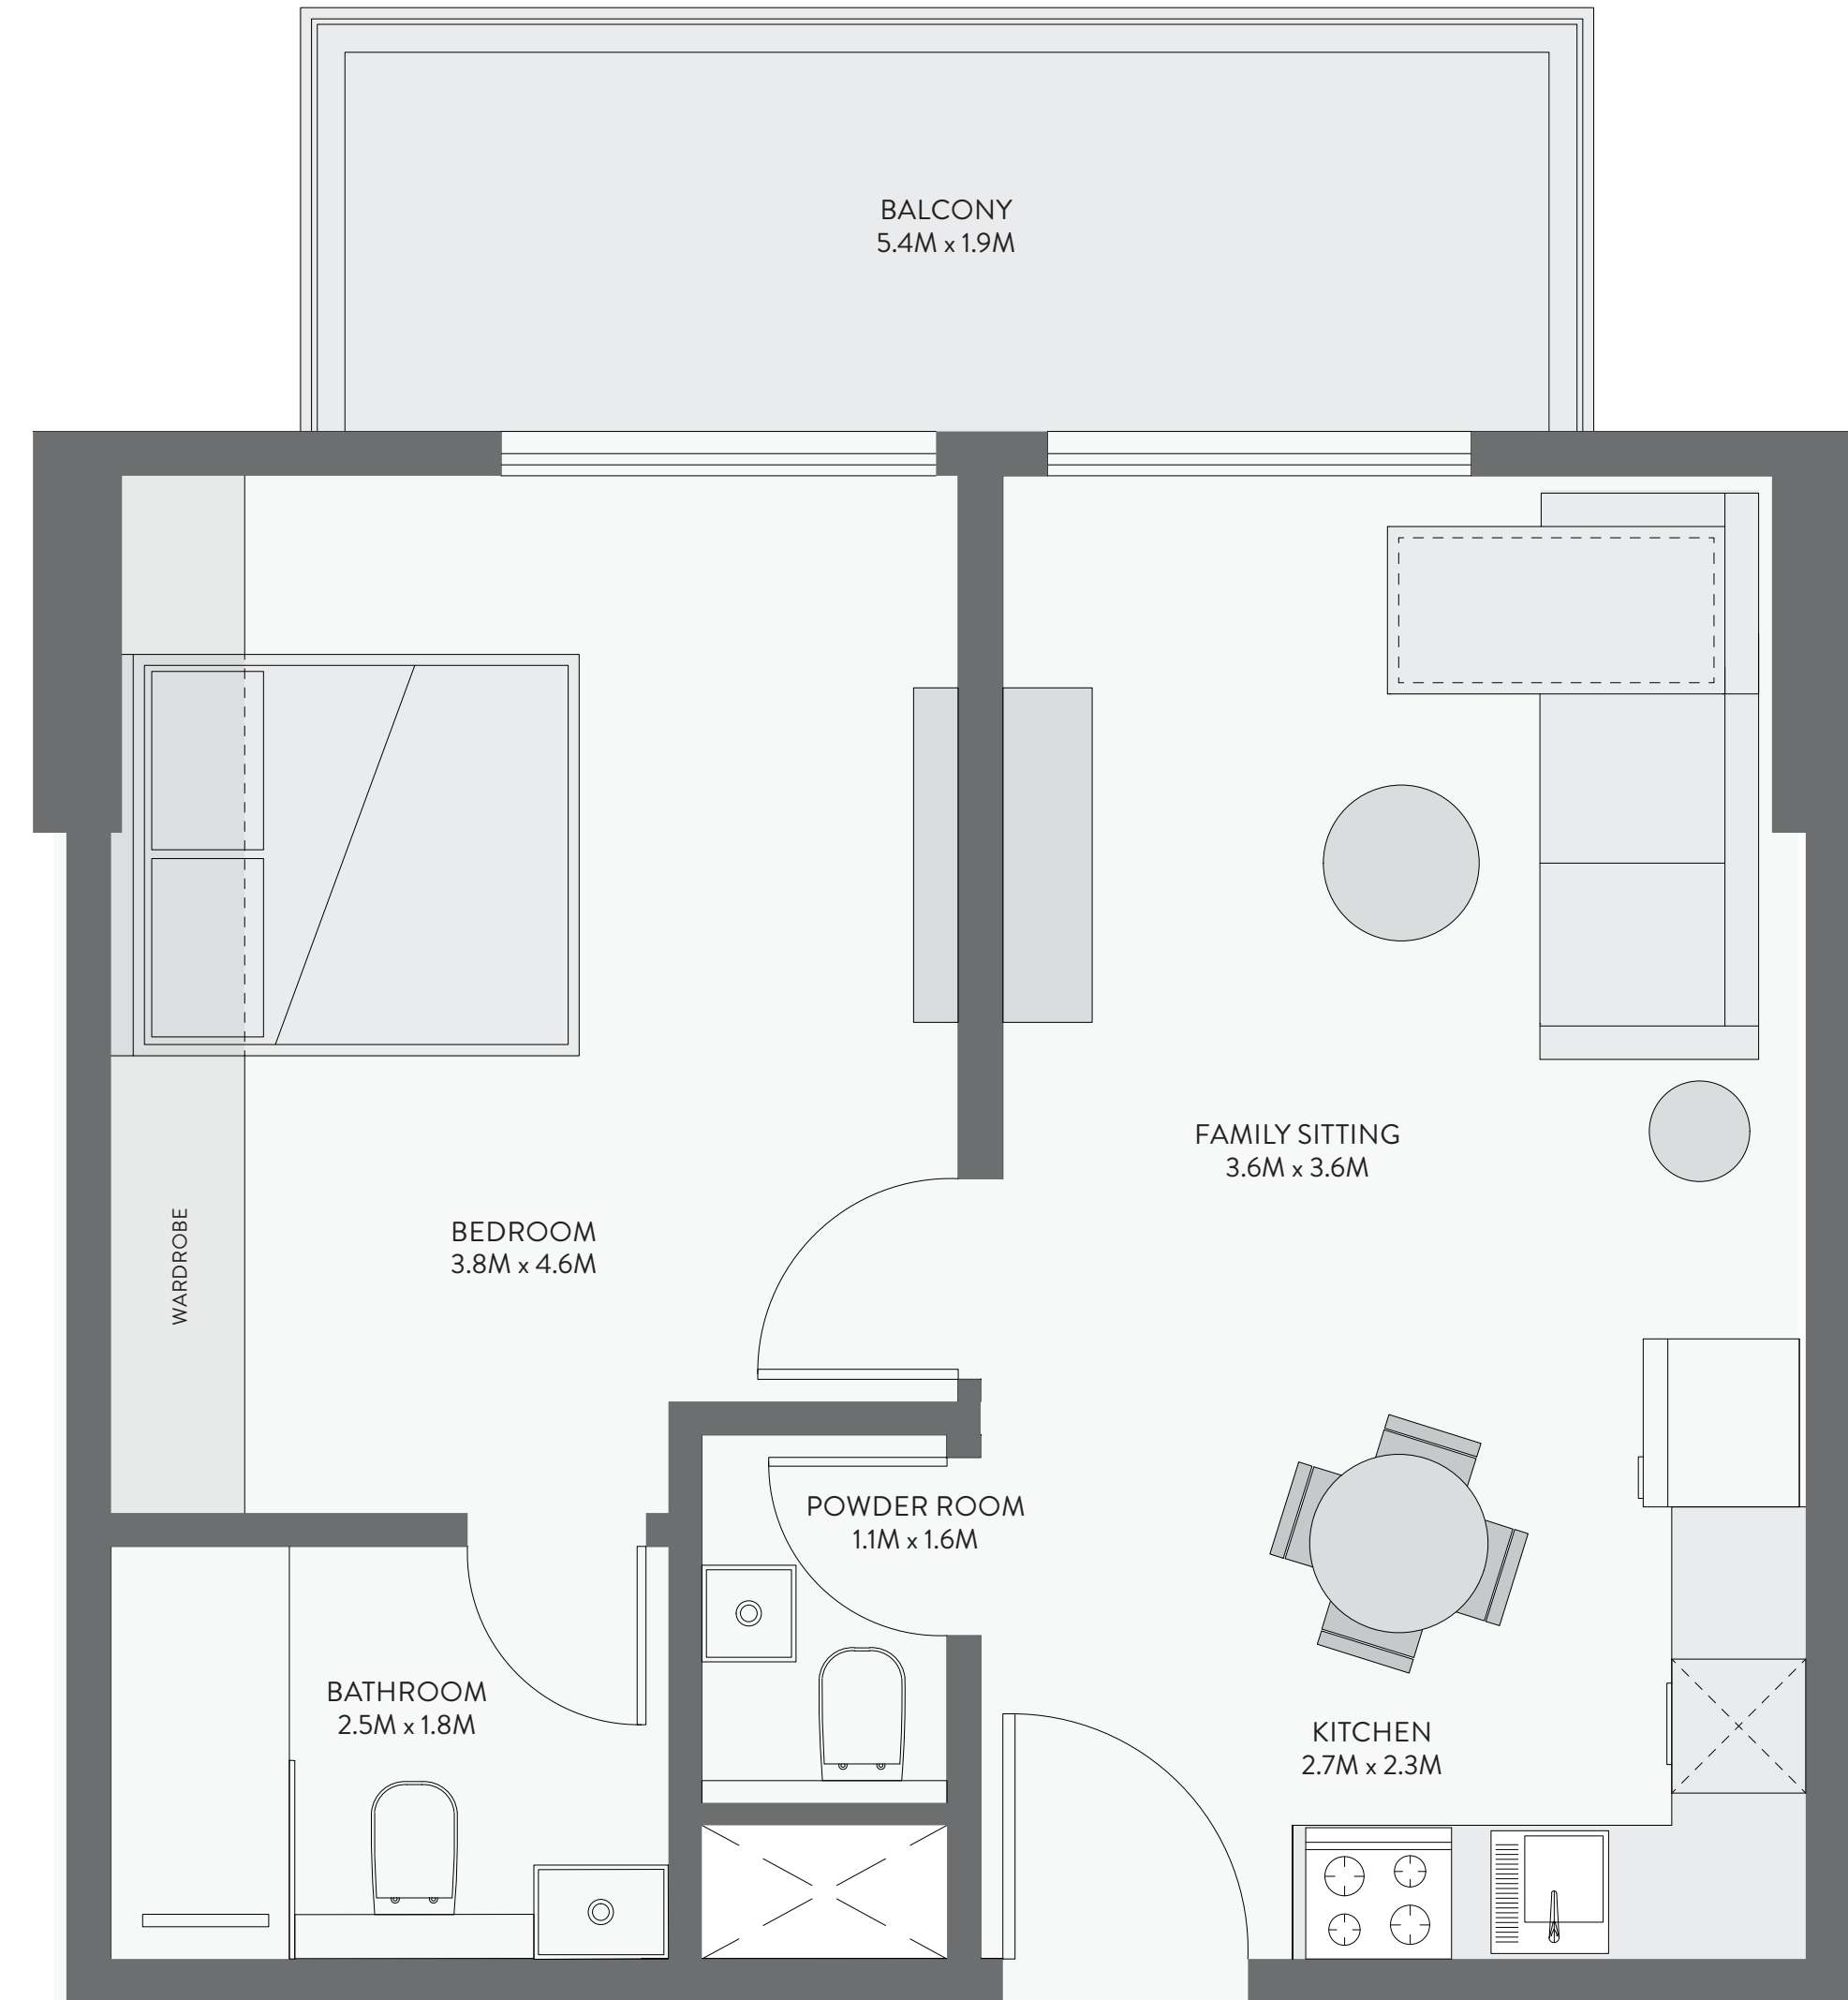 BALCONY
5.4M x 1.9M
FAMILY SITTING
3.6M x 3.6M
BEDROOM
3.8M x 4.6M
WARDROBE
POWDER ROOM
1.1M x 1.6M
BATHROOM
2.5M x 1.8M
KITCHEN
2.7M x 2.3M